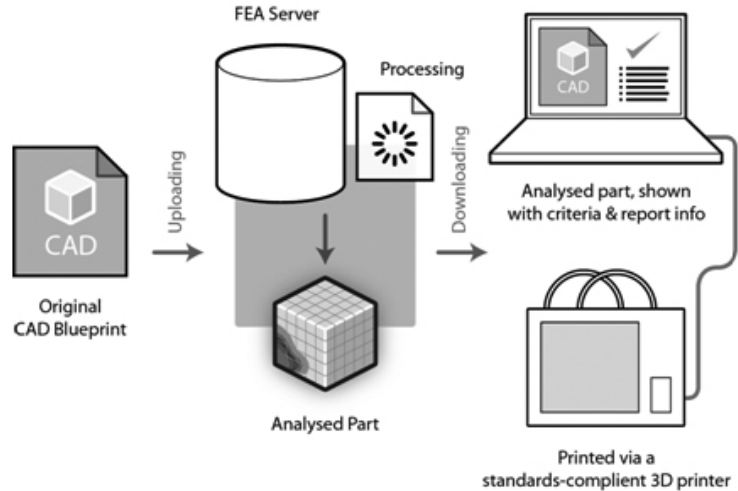 FEA Server
Processing
CAD
Uploading
Downloading
CAD
Original
CAD Blueprint
Analysed Part
Analysed part, shown
with criteria & report info
Printed via a
standards-complient 3D printer